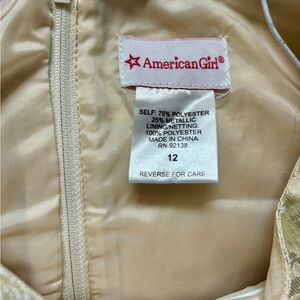 American Girl®
SELF: 75% POLYESTER
25% METALLIC
LINING/NETTING:
100% POLYESTER
MADE IN CHINA
RN 92138
12
REVERSE FOR CARE